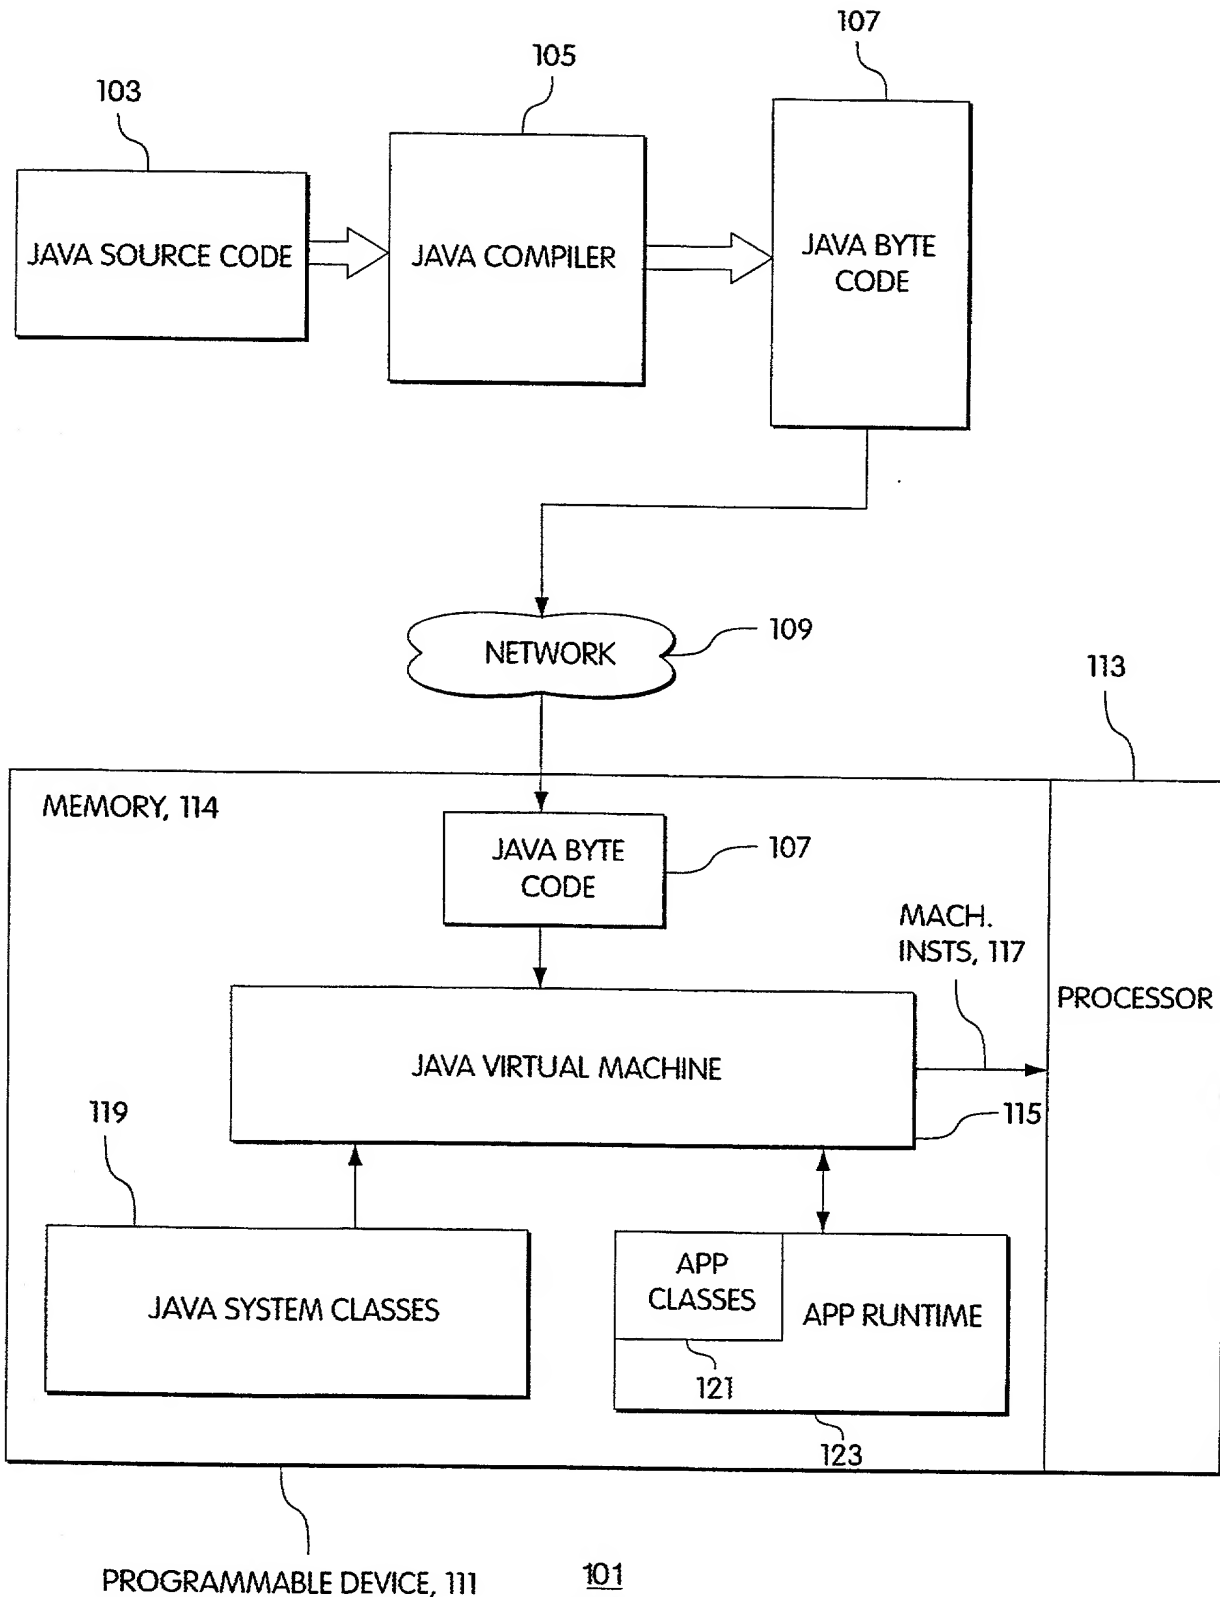 107
105
103
JAVA SOURCE CODE
JAVA COMPILER
JAVA BYTE
CODE
NETWORK
109
113
MEMORY, 114
JAVA BYTE
CODE
107
MACH.
INSTS, 117
PROCESSOR
JAVA VIRTUAL MACHINE
115
119
JAVA SYSTEM CLASSES
APP
CLASSES
APP RUNTIME
121
123
PROGRAMMABLE DEVICE, 111
101